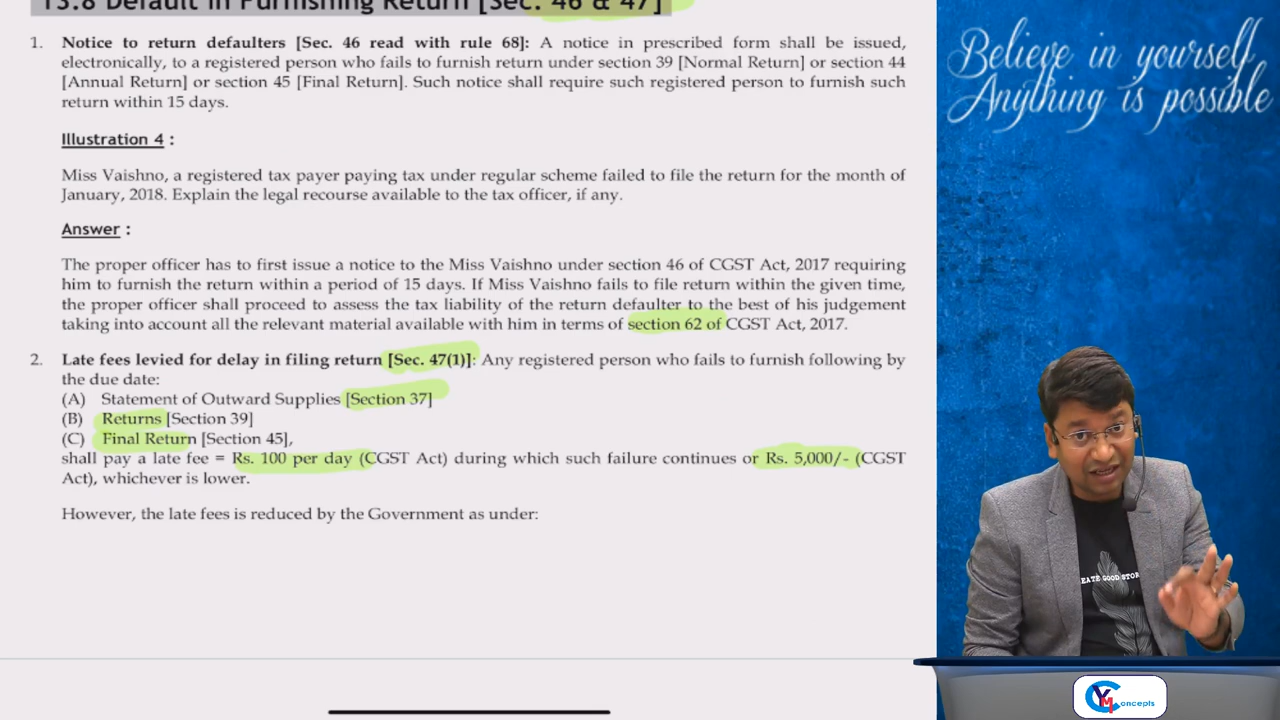 13.8 Default in Furnishing Return [Sec. 46 & 47]
1. Notice to return defaulters [Sec. 46 read with rule 68]: A notice in prescribed form shall be issued,
electronically, to a registered person who fails to furnish return under section 39 [Normal Return] or section 44
[Annual Return] or section 45 [Final Return]. Such notice shall require such registered person to furnish such
return within 15 days.
Illustration 4 :
Miss Vaishno, a registered tax payer paying tax under regular scheme failed to file the return for the month of
January, 2018. Explain the legal recourse available to the tax officer, if any.
Answer :
The proper officer has to first issue a notice to the Miss Vaishno under section 46 of CGST Act, 2017 requiring
him to furnish the return within a period of 15 days. If Miss Vaishno fails to file return within the given time,
the proper officer shall proceed to assess the tax liability of the return defaulter to the best of his judgement
taking into account all the relevant material available with him in terms of section 62 of CGST Act, 2017.
2. Late fees levied for delay in filing return [Sec. 47(1)]: Any registered person who fails to furnish following by
the due date:
(A) Statement of Outward Supplies [Section 37]
(B) Returns [Section 39]
(C) Final Return [Section 45],
shall pay a late fee = Rs. 100 per day (CGST Act) during which such failure continues or Rs. 5,000/- (CGST
Act), whichever is lower.
However, the late fees is reduced by the Government as under:
Believe in yourself
Anything is possible
EATE GOOD STOR
YM Concepts